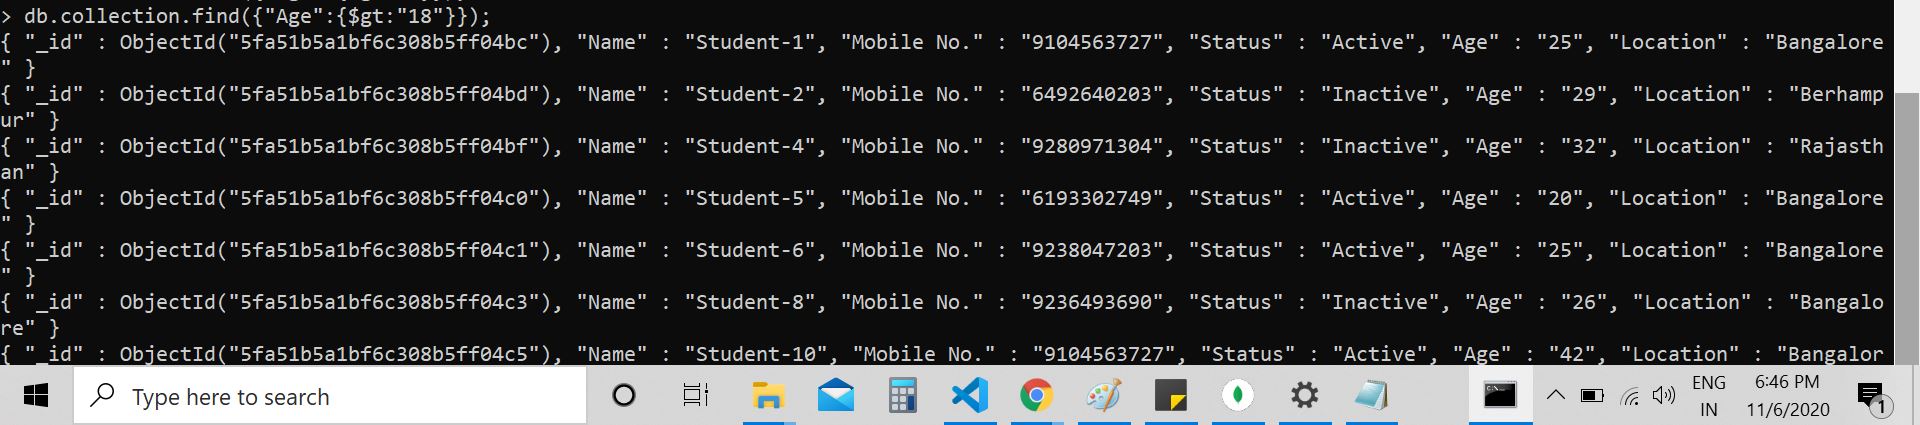 > db.collection.find({"Age":{$gt:"18"}});
{ "_id" : ObjectId("5fa51b5a1bf6c308b5ff04bc"), "Name" : "Student-1", "Mobile No." : "9104563727", "Status" : "Active", "Age" : "25", "Location" : "Bangalore
" }
{ "_id" : ObjectId("5fa51b5a1bf6c308b5ff04bd"), "Name" : "Student-2", "Mobile No." : "6492640203", "Status" : "Inactive", "Age" : "29", "Location" : "Berhamp
ur" }
{ "_id" : ObjectId("5fa51b5a1bf6c308b5ff04bf"), "Name" : "Student-4", "Mobile No." : "9280971304", "Status" : "Inactive", "Age" : "32", "Location" : "Rajasth
an" }
{ "_id" : ObjectId("5fa51b5a1bf6c308b5ff04c0"), "Name" : "Student-5", "Mobile No." : "6193302749", "Status" : "Active", "Age" : "20", "Location" : "Bangalore
" }
{ "_id" : ObjectId("5fa51b5a1bf6c308b5ff04c1"), "Name" : "Student-6", "Mobile No." : "9238047203", "Status" : "Active", "Age" : "25", "Location" : "Bangalore
" }
{ "_id" : ObjectId("5fa51b5a1bf6c308b5ff04c3"), "Name" : "Student-8", "Mobile No." : "9236493690", "Status" : "Inactive", "Age" : "26", "Location" : "Bangalo
re" }
{ "_id" : ObjectId("5fa51b5a1bf6c308b5ff04c5"), "Name" : "Student-10", "Mobile No." : "9104563727", "Status" : "Active", "Age" : "42", "Location" : "Bangalor
Type here to search
ENG
IN
6:46 PM
11/6/2020
1